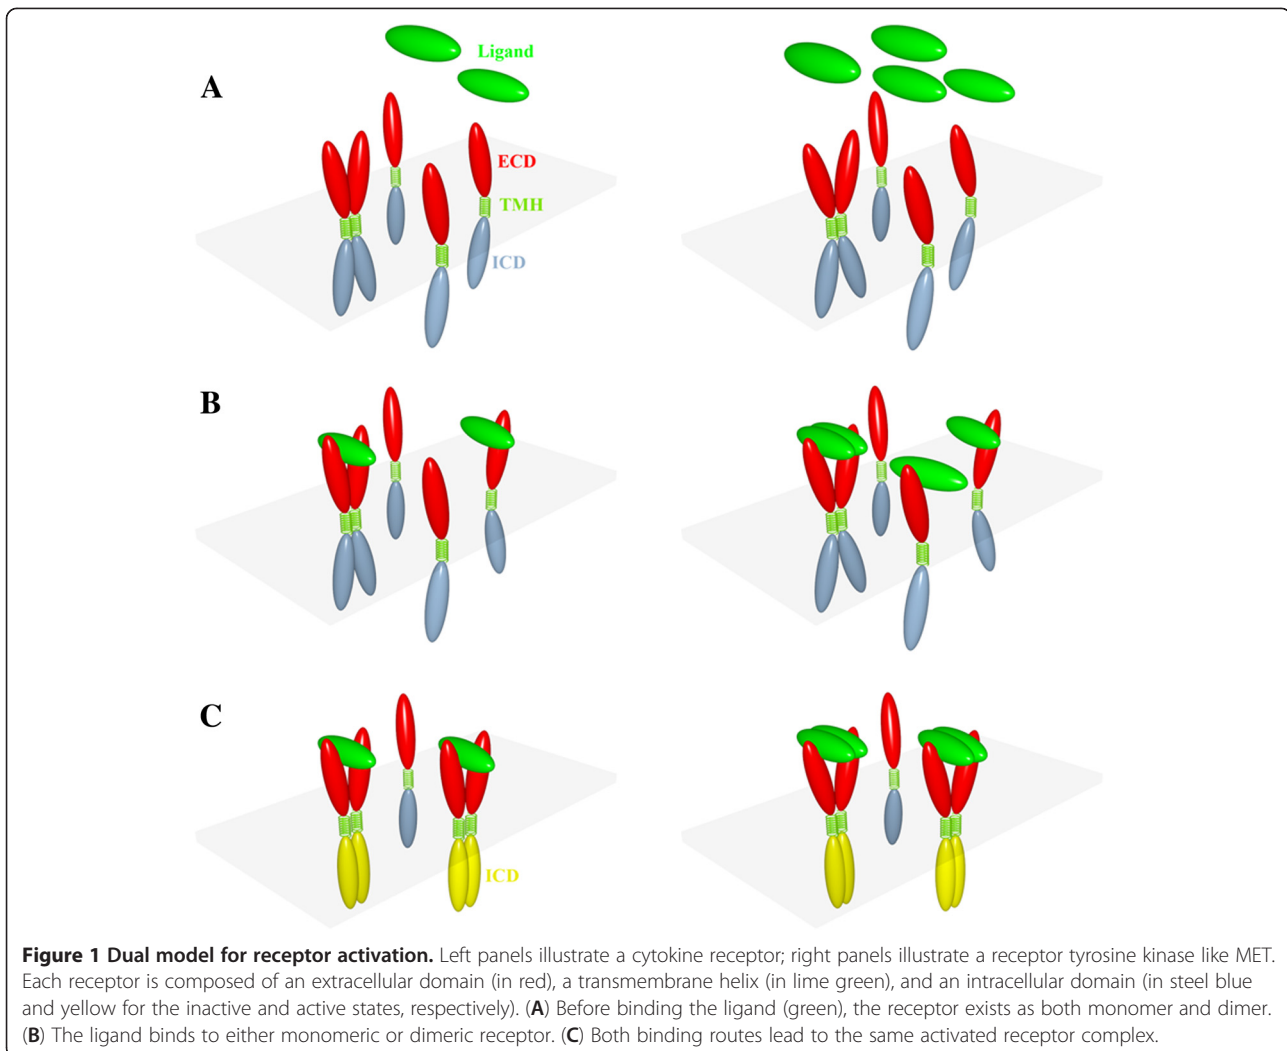 A
Ligand
ECD
TMH
ICD
B
C
ICD
Figure 1 Dual model for receptor activation. Left panels illustrate a cytokine receptor; right panels illustrate a receptor tyrosine kinase like MET.
Each receptor is composed of an extracellular domain (in red), a transmembrane helix (in lime green), and an intracellular domain (in steel blue
and yellow for the inactive and active states, respectively). (A) Before binding the ligand (green), the receptor exists as both monomer and dimer.
(B) The ligand binds to either monomeric or dimeric receptor. (C) Both binding routes lead to the same activated receptor complex.